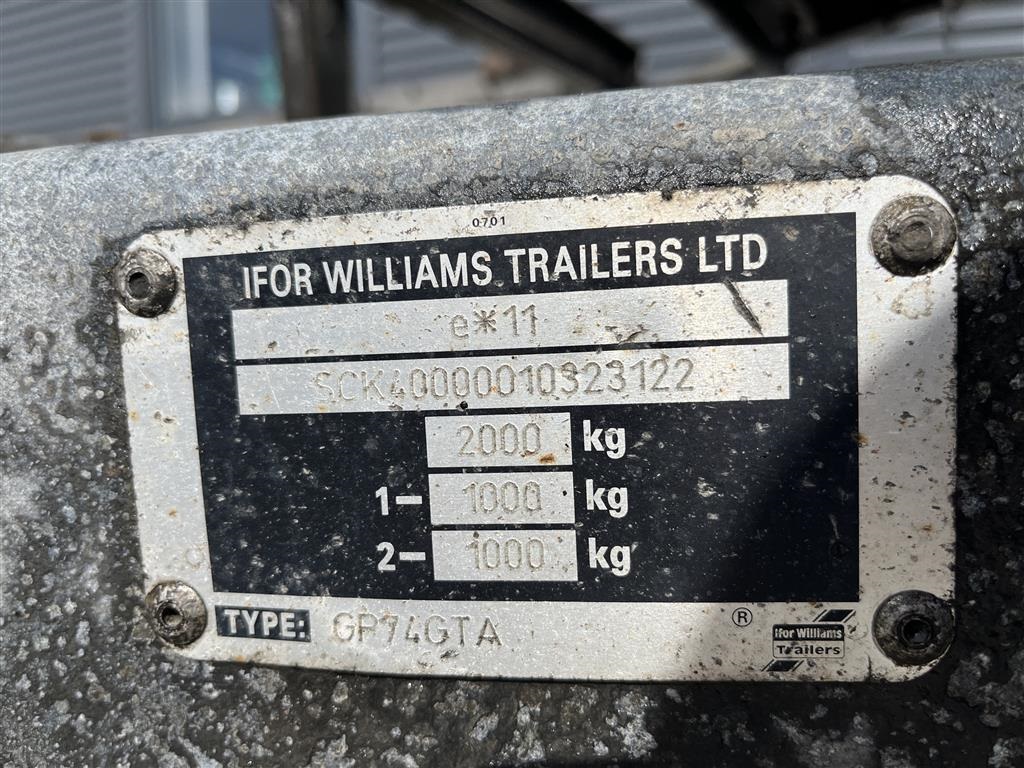 0701
IFOR WILLIAMS TRAILERS LTD
e*11
SCK40000010323122
2000 kg
1– 1000 kg
2– 1000 kg
TYPE: GP74GTA
®
Ifor Williams
Trailers